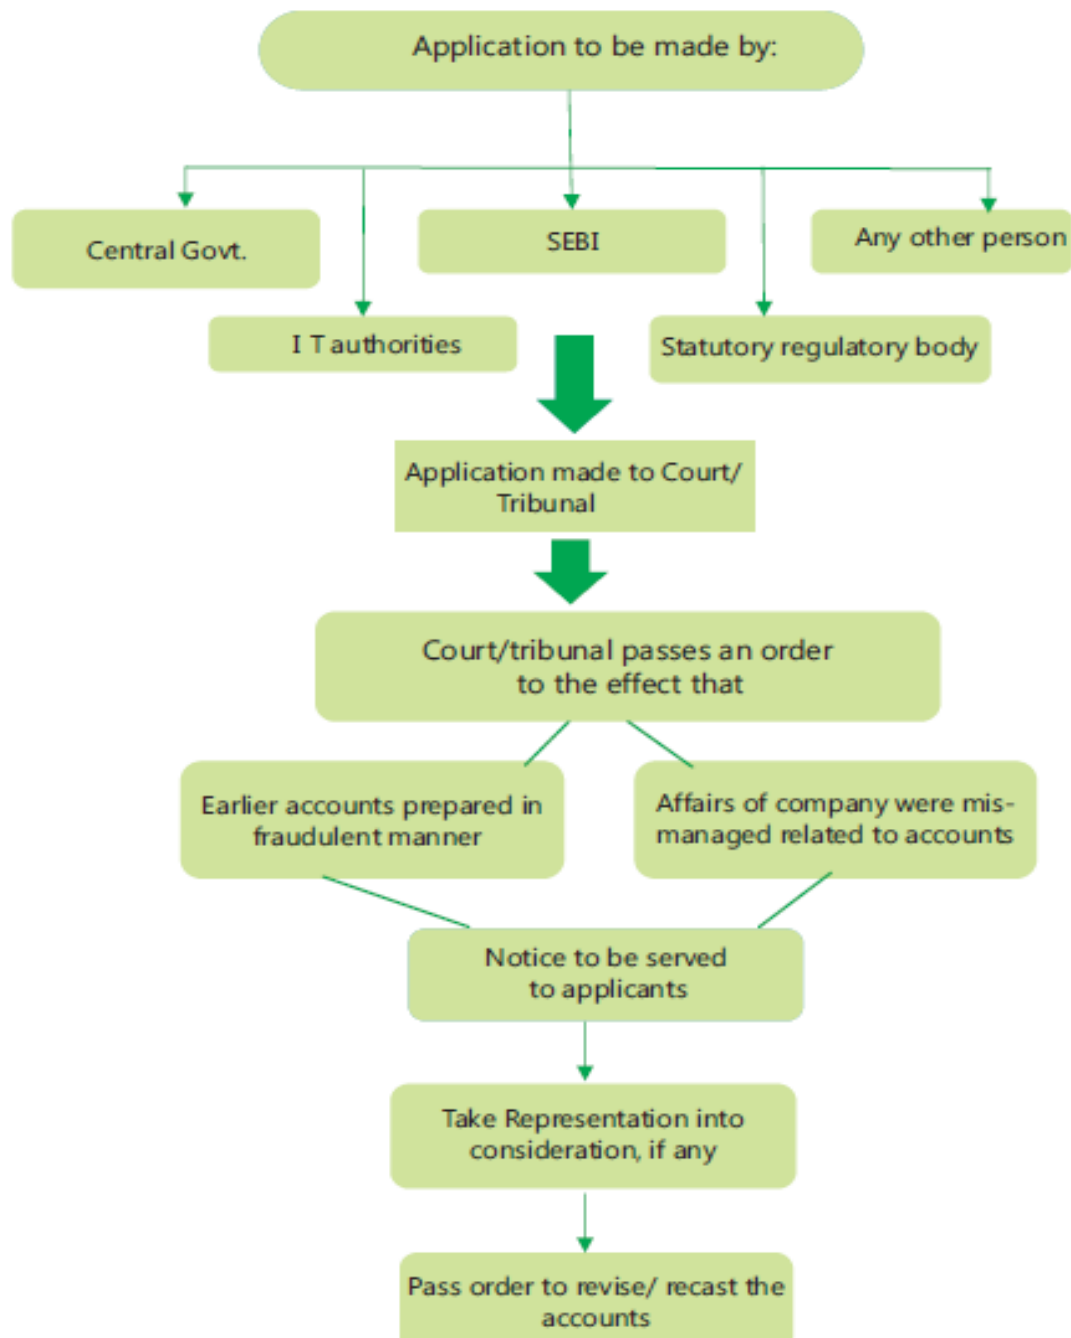 Application to be made by:
Central Govt.
SEBI
Any other person
I T authorities
Statutory regulatory body
Application made to Court/
Tribunal
Court/tribunal passes an order
to the effect that
Earlier accounts prepared in
fraudulent manner
Affairs of company were mis-
managed related to accounts
Notice to be served
to applicants
Take Representation into
consideration, if any
Pass order to revise/ recast the
accounts